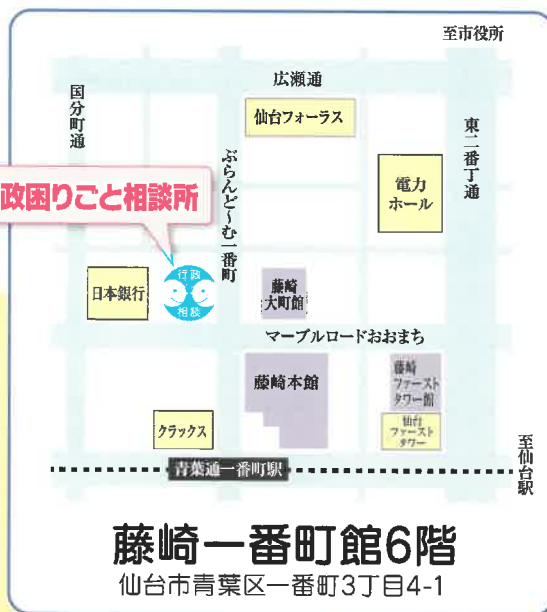 至市役所
広瀬通
国分町通
仙台フォーラス
東二番丁通
ぶらんど〜む一番町
電力
ホール
政困りごと相談所
行政
相談
日本銀行
藤崎
大町館
マーブルロードおおまち
藤崎本館
藤崎
ファースト
タワー館
クラックス
仙台
ファースト
タワー
至仙台駅
青葉通一番町駅
藤崎一番町館6階
仙台市青葉区一番町3丁目4-1